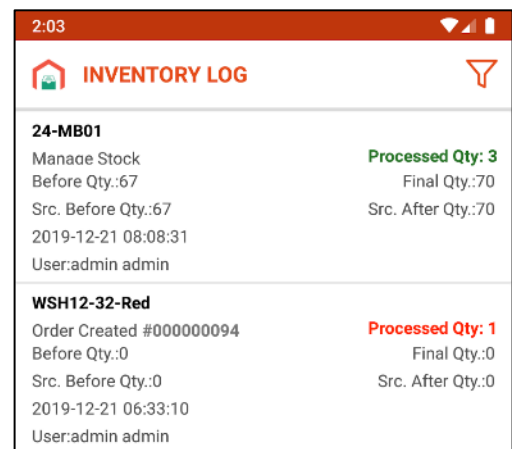 2:03
INVENTORY LOG
24-MB01
Manage Stock Processed Qty: 3
Before Qty.:67 Final Qty.:70
Src. Before Qty.:67 Src. After Qty.:70
2019-12-21 08:08:31
User:admin admin
WSH12-32-Red
Order Created #000000094 Processed Qty: 1
Before Qty.:0 Final Qty.:0
Src. Before Qty.:0 Src. After Qty.:0
2019-12-21 06:33:10
User:admin admin